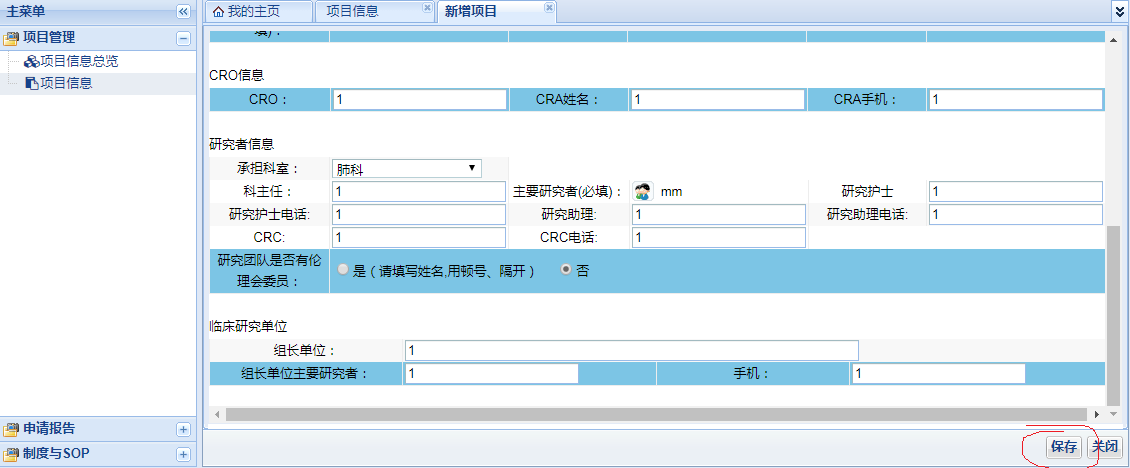 主菜单
我的主页 项目信息 新增项目
项目管理
项目信息总览
项目信息
申请报告
制度与SOP
填)：
CRO信息
CRO： 1 CRA姓名： 1 CRA手机： 1
研究者信息
承担科室： 肺科
科主任： 1 主要研究者(必填)： mm 研究护士 1
研究护士电话: 1 研究助理: 1 研究助理电话: 1
CRC: 1 CRC电话: 1
研究团队是否有伦
理会委员： 是（请填写姓名,用顿号、隔开） 否
临床研究单位
组长单位： 1
组长单位主要研究者： 1 手机： 1
保存 关闭